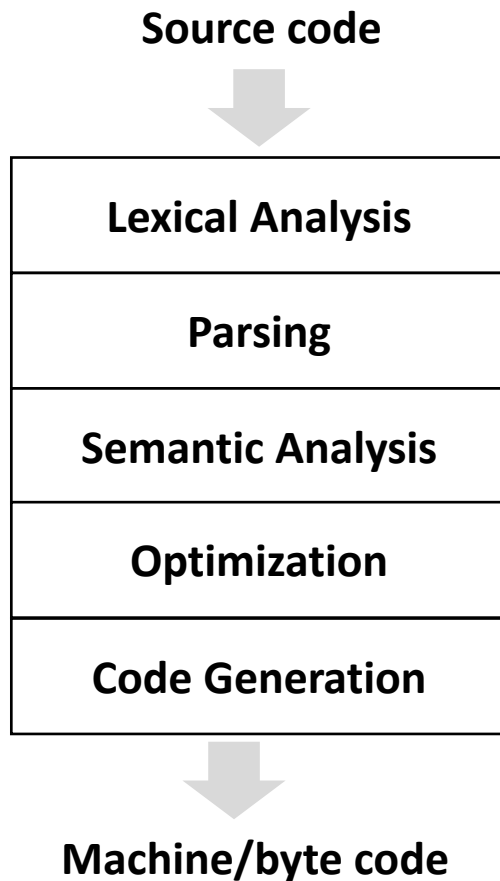 Source code
Lexical Analysis
Parsing
Semantic Analysis
Optimization
Code Generation
Machine/byte code